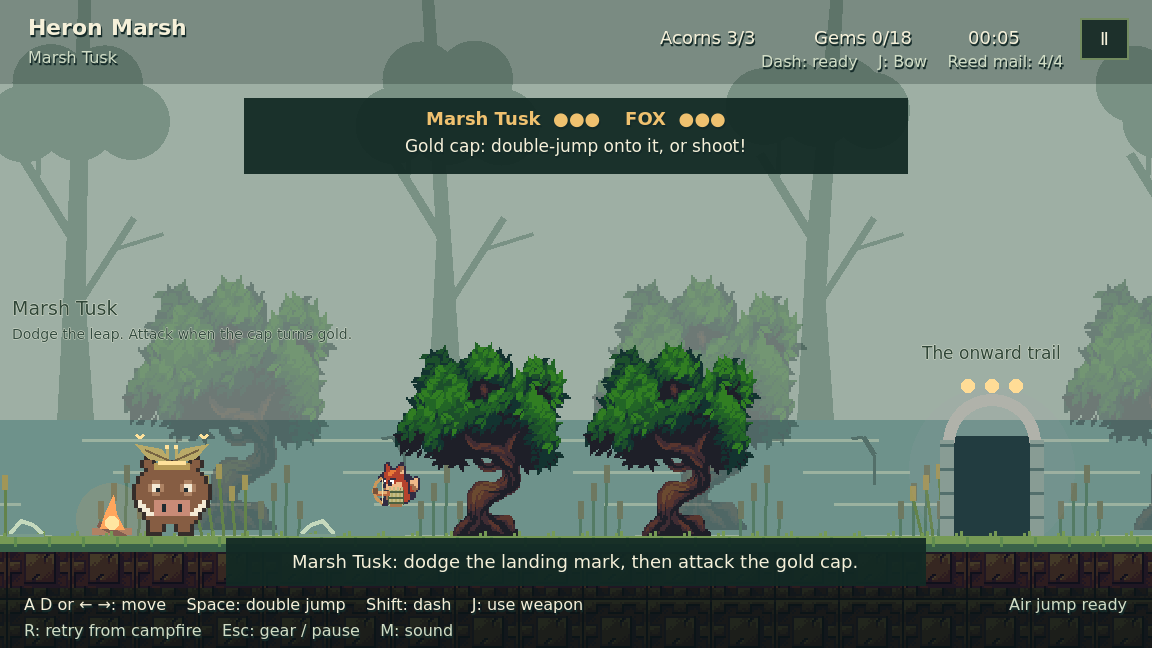 Heron Marsh
Marsh Tusk
Acorns 3/3 Gems 0/18 00:05
Dash: ready J: Bow Reed mail: 4/4
II
Marsh Tusk ●●● FOX ●●●
Gold cap: double-jump onto it, or shoot!
Marsh Tusk
Dodge the leap. Attack when the cap turns gold.
The onward trail
Marsh Tusk: dodge the landing mark, then attack the gold cap.
A D or ← →: move Space: double jump Shift: dash J: use weapon
Air jump ready
R: retry from campfire Esc: gear / pause M: sound